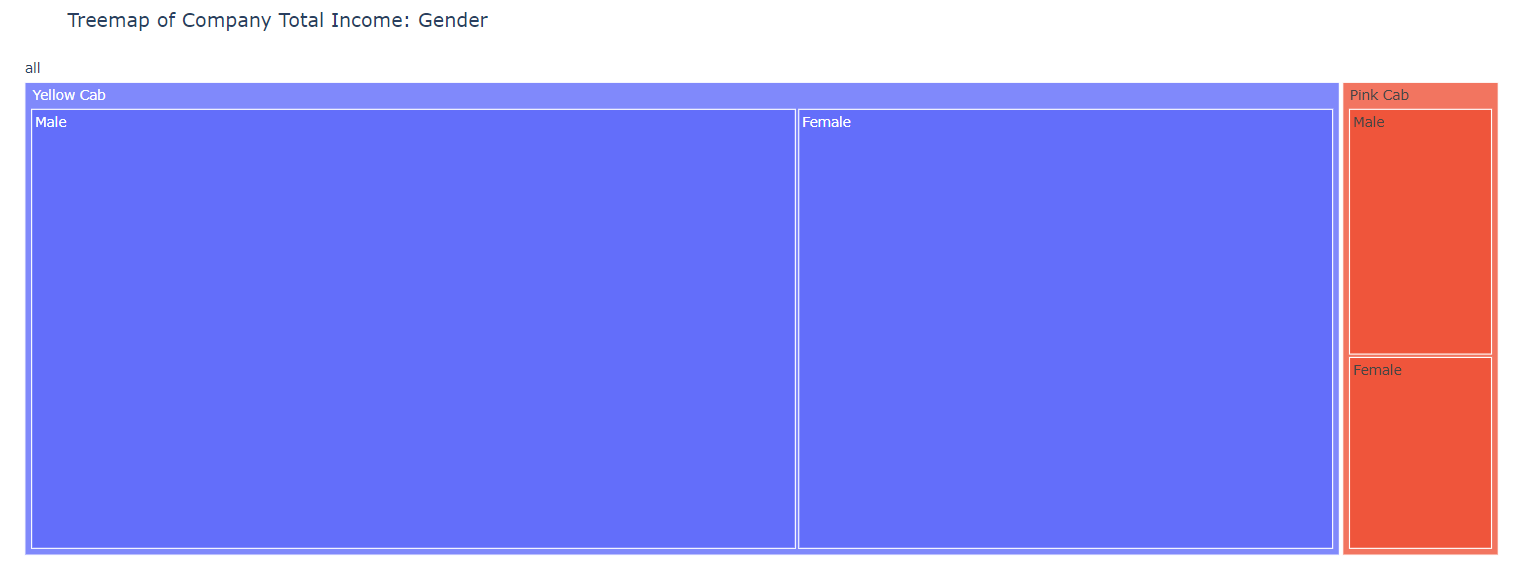 Treemap of Company Total Income: Gender
all
Yellow Cab
Male
Female
Pink Cab
Male
Female